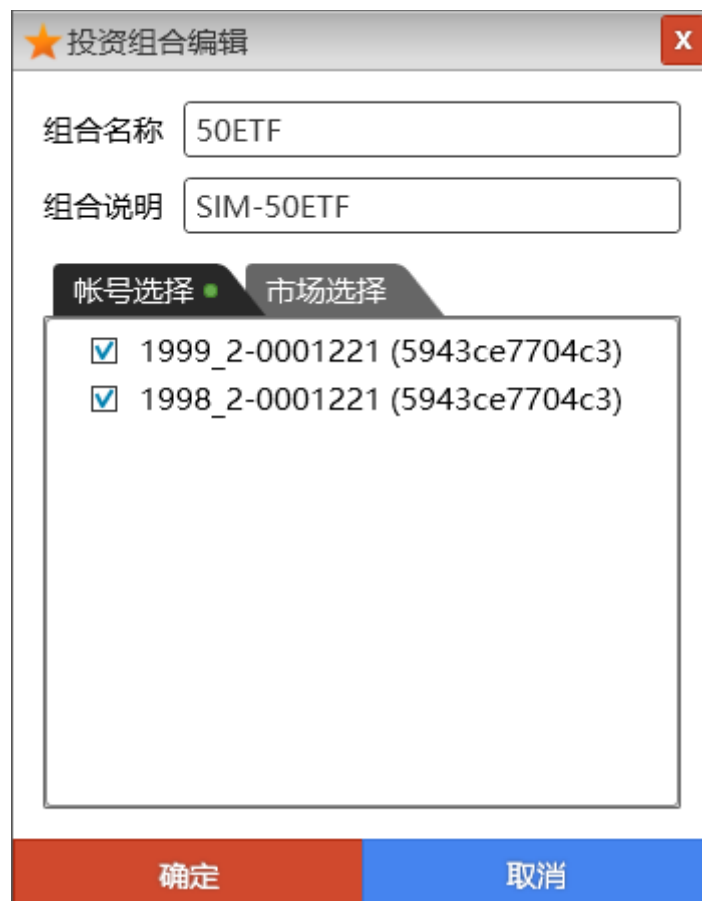 投资组合编辑
X
组合名称 50ETF
组合说明 SIM-50ETF
帐号选择 市场选择
1999_2-0001221 (5943ce7704c3)
1998_2-0001221 (5943ce7704c3)
确定 取消